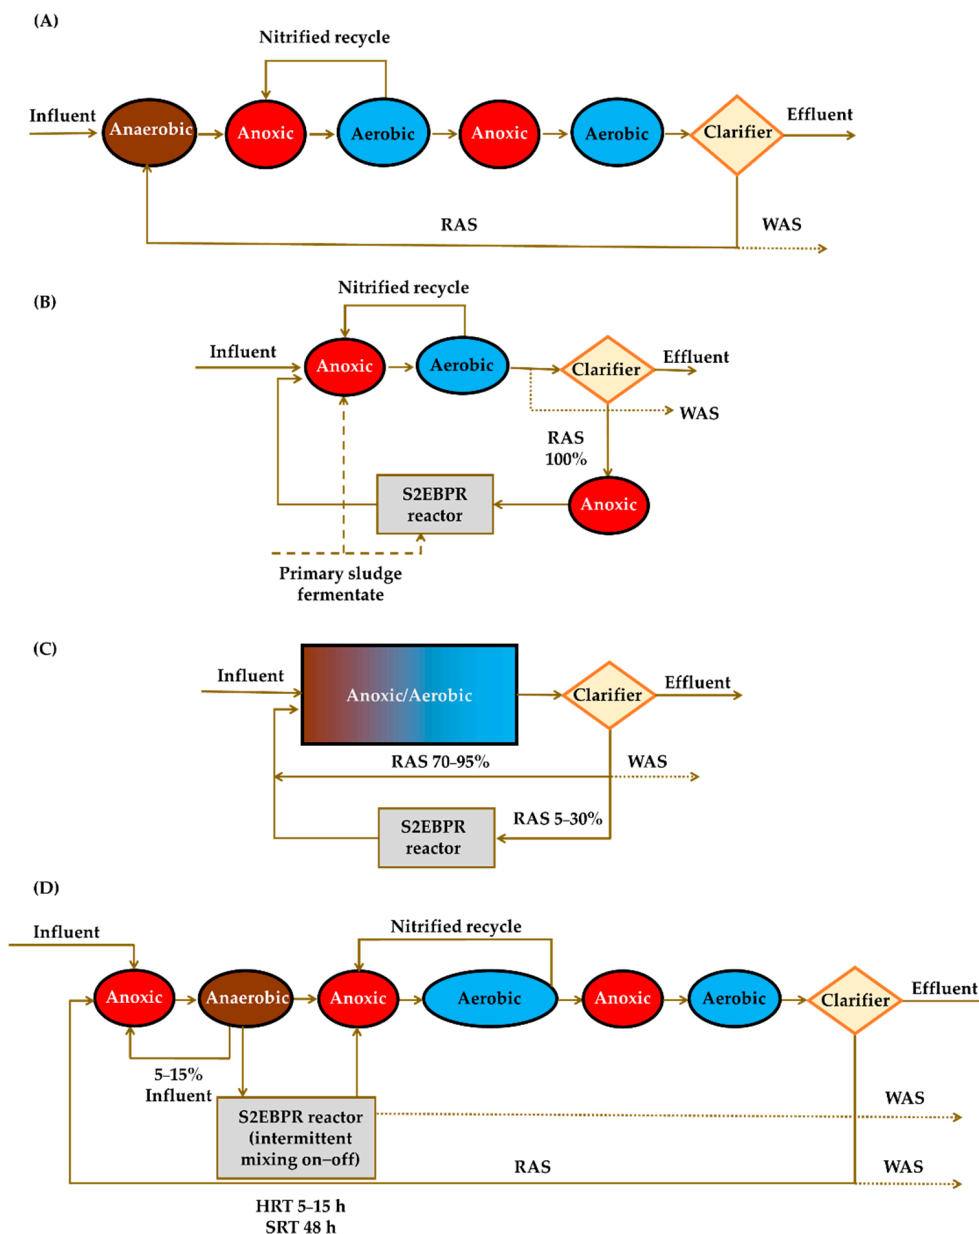 (A)
Nitrified recycle
Influent
Anaerobic
Anoxic
Aerobic
Anoxic
Aerobic
Clarifier
Effluent
RAS
WAS
(B)
Nitrified recycle
Influent
Anoxic
Aerobic
Clarifier
Effluent
WAS
RAS
100%
S2EBPR
reactor
Anoxic
Primary sludge
fermentate
(C)
Influent
Anoxic/Aerobic
Clarifier
Effluent
RAS 70–95%
WAS
S2EBPR
reactor
RAS 5–30%
(D)
Influent
Nitrified recycle
Anoxic
Anaerobic
Anoxic
Aerobic
Anoxic
Aerobic
Clarifier
Effluent
5–15%
Influent
S2EBPR reactor
(intermittent
mixing on–off)
WAS
RAS
WAS
HRT 5–15 h
SRT 48 h